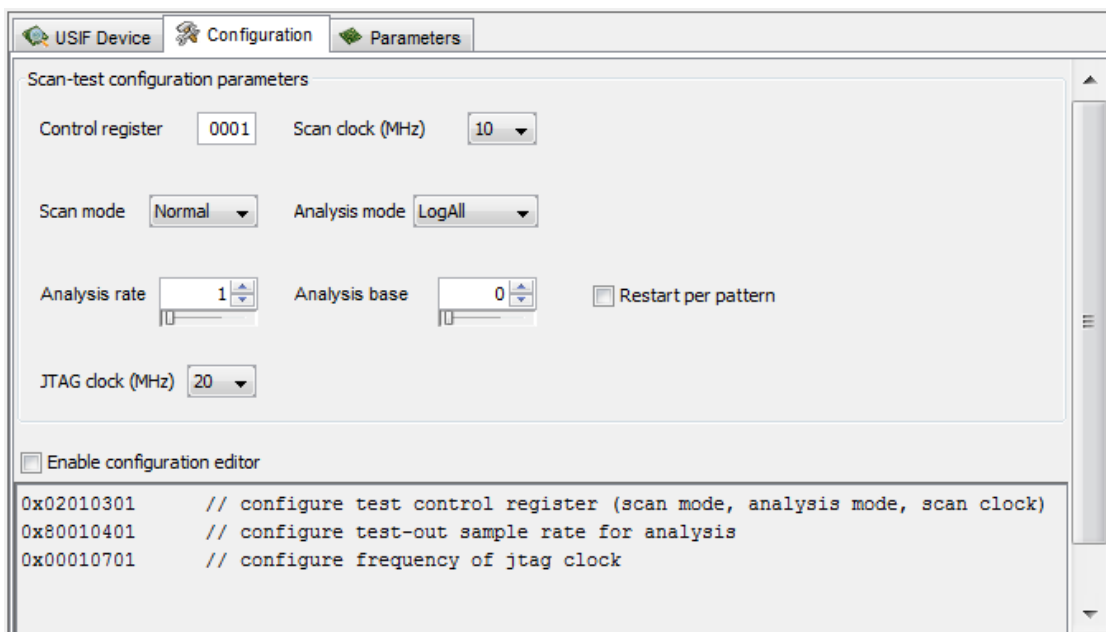 USIF Device Configuration Parameters
Scan-test configuration parameters
Control register 0001 Scan clock (MHz) 10
Scan mode Normal Analysis mode LogAll
Analysis rate 1 Analysis base 0 Restart per pattern
JTAG clock (MHz) 20
Enable configuration editor
0x02010301 // configure test control register (scan mode, analysis mode, scan clock)
0x80010401 // configure test-out sample rate for analysis
0x00010701 // configure frequency of jtag clock